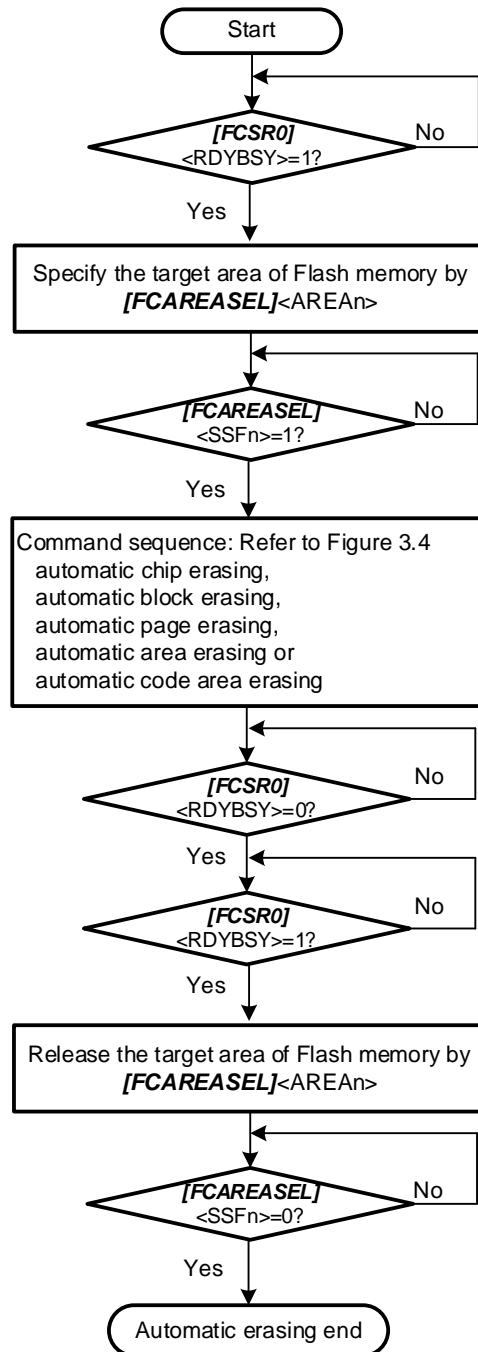 Start
[FCSR0]
<RDYBSY>=1?
No
Yes
Specify the target area of Flash memory by
[FCAREASEL]<AREAn>
[FCAREASEL]
<SSFn>=1?
No
Yes
Command sequence: Refer to Figure 3.4
automatic chip erasing,
automatic block erasing,
automatic page erasing,
automatic area erasing or
automatic code area erasing
[FCSR0]
<RDYBSY>=0?
No
Yes
[FCSR0]
<RDYBSY>=1?
No
Yes
Release the target area of Flash memory by
[FCAREASEL]<AREAn>
[FCAREASEL]
<SSFn>=0?
No
Yes
Automatic erasing end